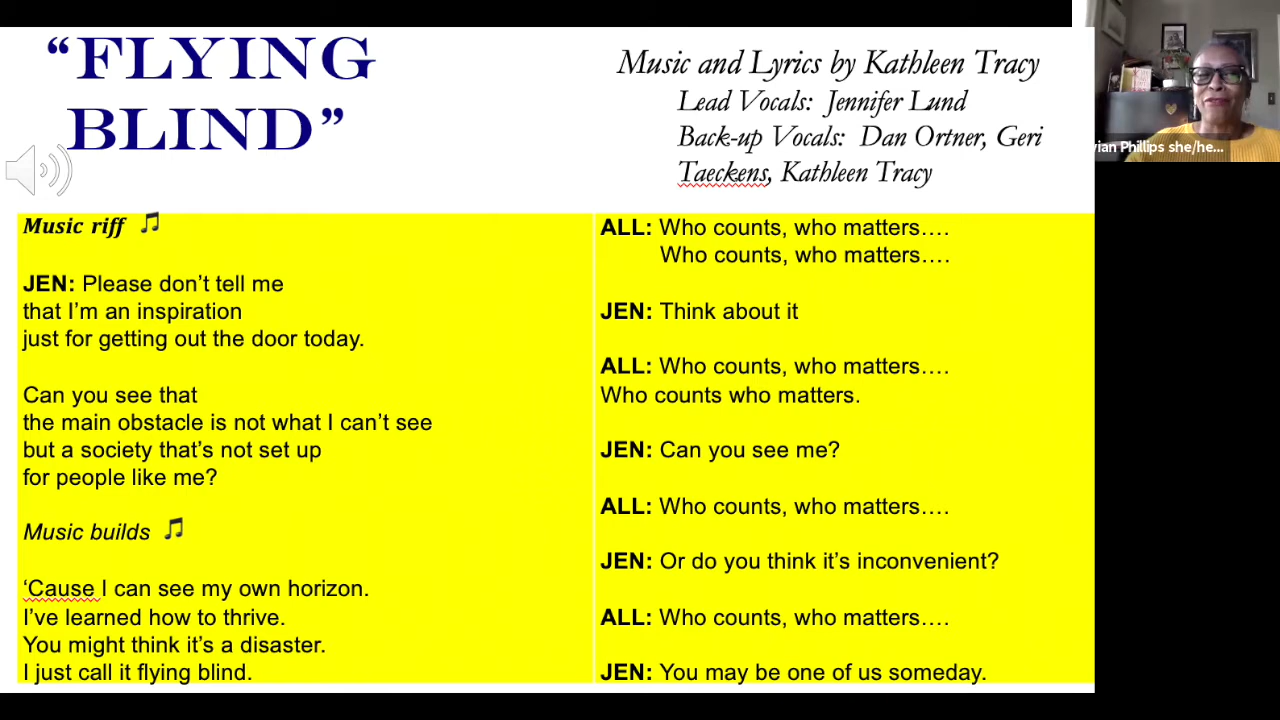 “FLYING
BLIND”
Music and Lyrics by Kathleen Tracy
Lead Vocals: Jennifer Lund
Back-up Vocals: Dan Ortner, Geri
Taeckens, Kathleen Tracy
Music riff 🎵
JEN: Please don’t tell me
that I’m an inspiration
just for getting out the door today.
Can you see that
the main obstacle is not what I can’t see
but a society that’s not set up
for people like me?
Music builds 🎵
‘Cause I can see my own horizon.
I’ve learned how to thrive.
You might think it’s a disaster.
I just call it flying blind.
ALL: Who counts, who matters….
Who counts, who matters….
JEN: Think about it
ALL: Who counts, who matters….
Who counts who matters.
JEN: Can you see me?
ALL: Who counts, who matters….
JEN: Or do you think it’s inconvenient?
ALL: Who counts, who matters….
JEN: You may be one of us someday.
vian Phillips she/he...